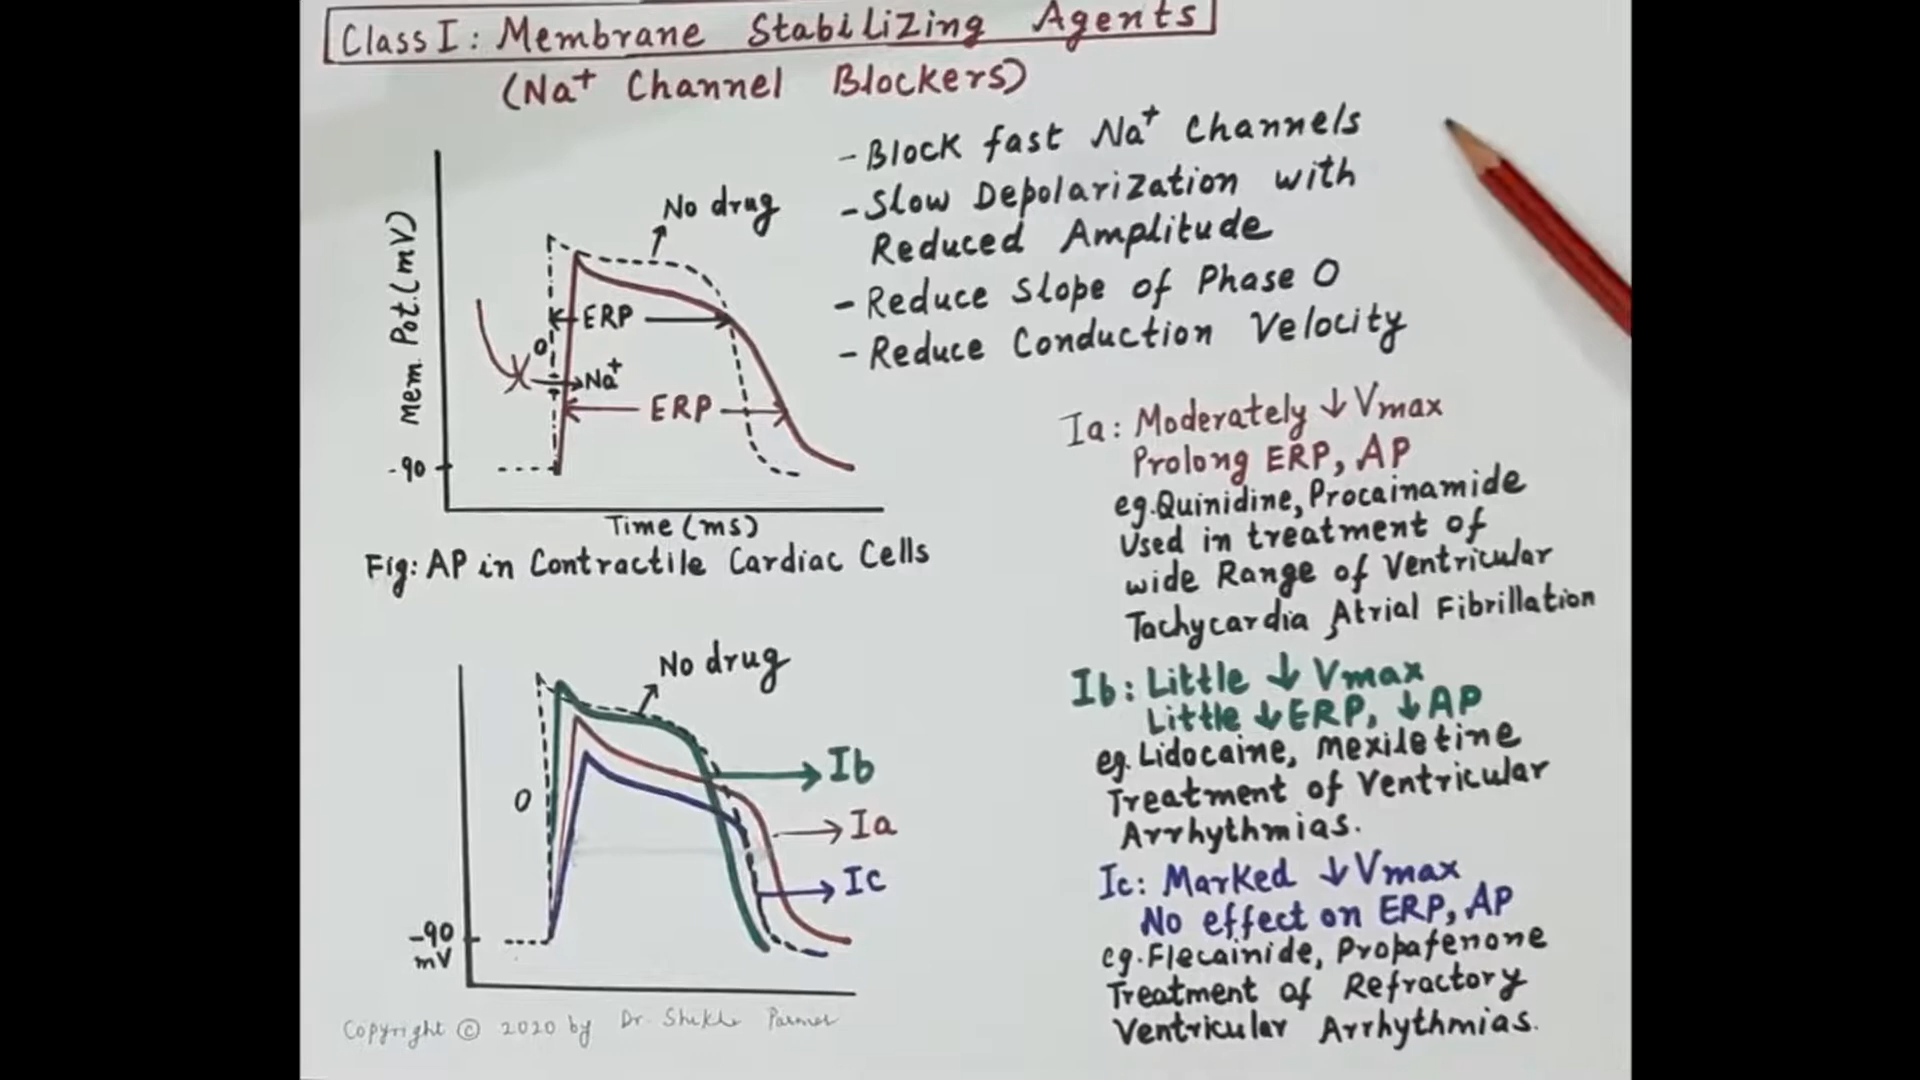 Class I: Membrane Stabilizing Agents
(Na+ Channel Blockers)
- Block fast Na+ Channels
- Slow Depolarization with
Reduced Amplitude
- Reduce Slope of Phase 0
- Reduce Conduction Velocity
Mem. Pot. (mV)
No drug
ERP
0
Na+
ERP
-90
Time (ms)
Fig: AP in Contractile Cardiac Cells
Ia: Moderately ↓ Vmax
Prolong ERP, AP
eg. Quinidine, Procainamide
Used in treatment of
wide Range of Ventricular
Tachycardia, Atrial Fibrillation
Ib: Little ↓ Vmax
Little ↓ ERP, ↓ AP
eg. Lidocaine, Mexiletine
Treatment of Ventricular
Arrhythmias.
Ic: Marked ↓ Vmax
No effect on ERP, AP
eg. Flecainide, Propafenone
Treatment of Refractory
Ventricular Arrhythmias.
No drug
Ib
0
Ia
Ic
-90
mV
Copyright © 2020 by Dr. Shikha Parmar